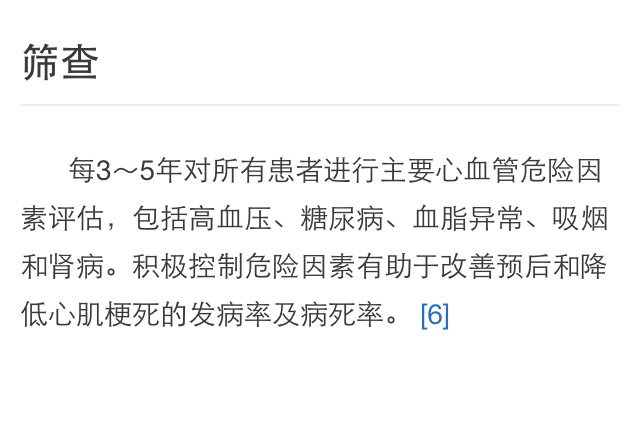 筛查
每3～5年对所有患者进行主要心血管危险因
素评估，包括高血压、糖尿病、血脂异常、吸烟
和肾病。积极控制危险因素有助于改善预后和降
低心肌梗死的发病率及病死率。 [6]